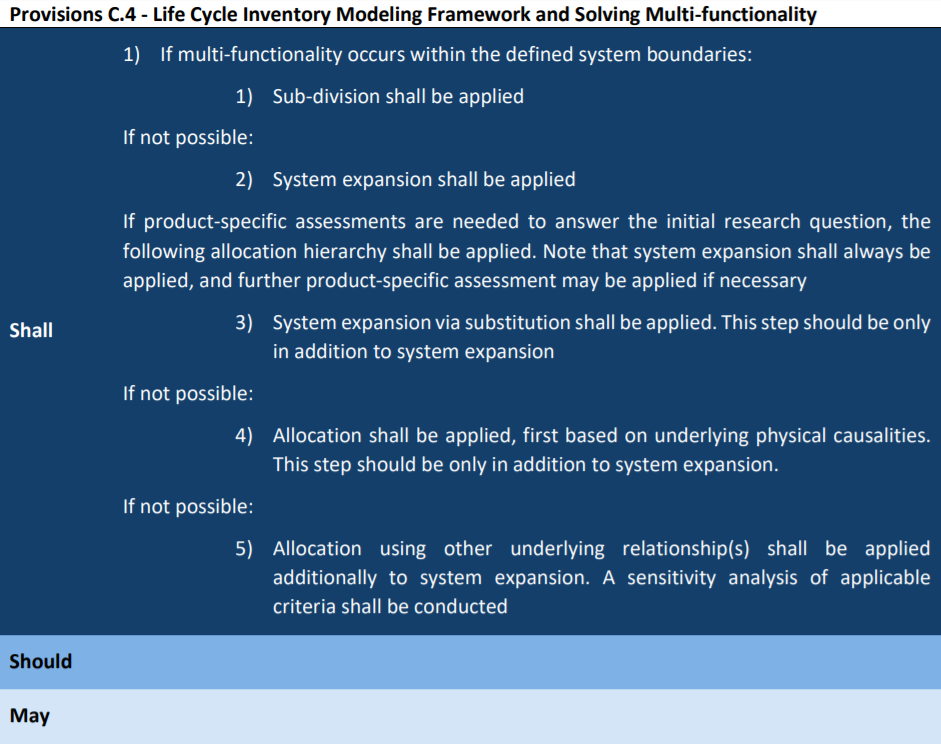 Provisions C.4 - Life Cycle Inventory Modeling Framework and Solving Multi-functionality
1) If multi-functionality occurs within the defined system boundaries:
1) Sub-division shall be applied
If not possible:
2) System expansion shall be applied
If product-specific assessments are needed to answer the initial research question, the
following allocation hierarchy shall be applied. Note that system expansion shall always be
applied, and further product-specific assessment may be applied if necessary
Shall
3) System expansion via substitution shall be applied. This step should be only
in addition to system expansion
If not possible:
4) Allocation shall be applied, first based on underlying physical causalities.
This step should be only in addition to system expansion.
If not possible:
5) Allocation using other underlying relationship(s) shall be applied
additionally to system expansion. A sensitivity analysis of applicable
criteria shall be conducted
Should
May